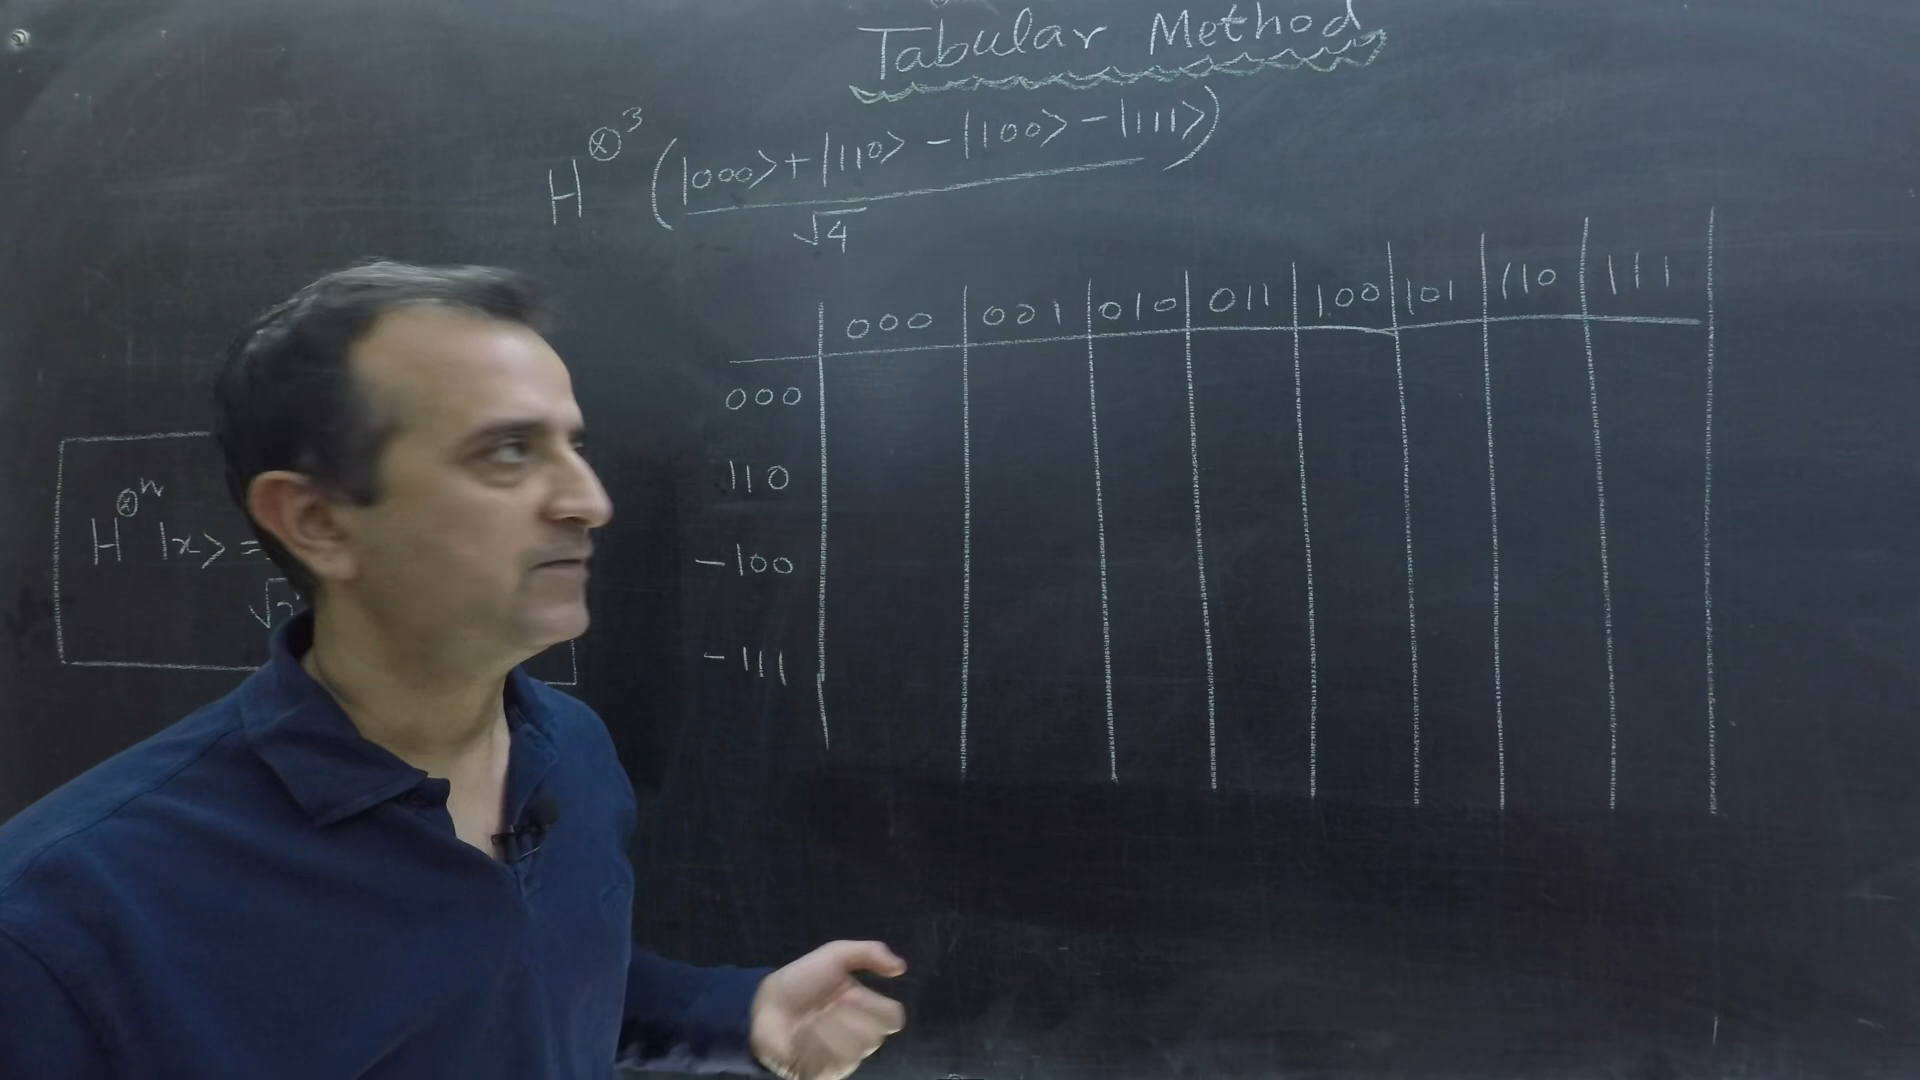 Tabular Method
H⊗3 (|000> + |110> - |100> - |111>)
√4
000 001 010 011 100 101 110 111
000
110
-100
-111
H⊗n |x> =